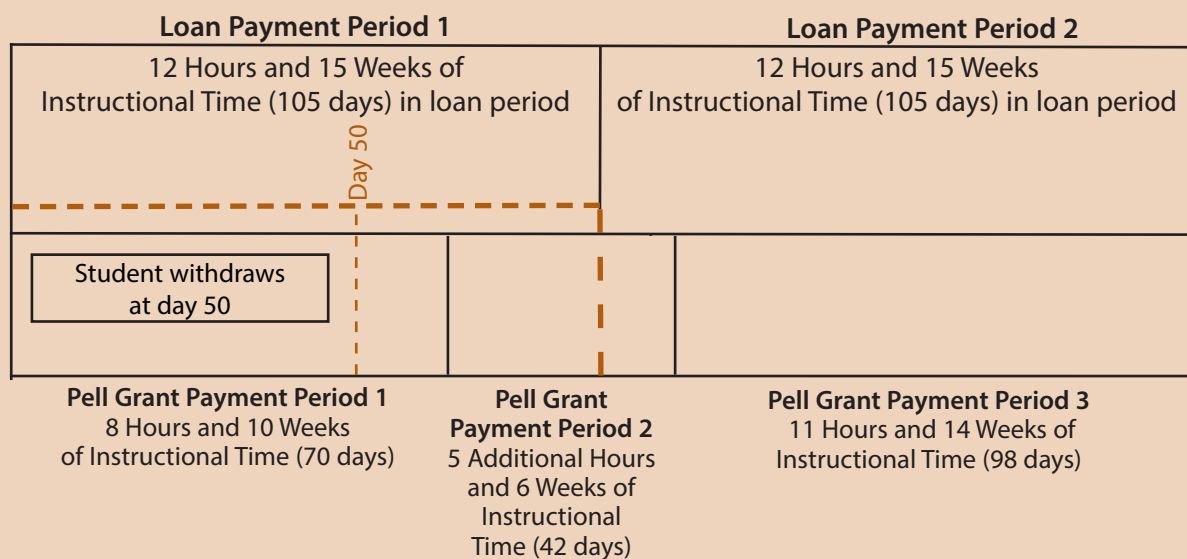 Loan Payment Period 1
Loan Payment Period 2
12 Hours and 15 Weeks of
Instructional Time (105 days) in loan period
12 Hours and 15 Weeks
of Instructional Time (105 days) in loan period
Day 50
Student withdraws
at day 50
Pell Grant Payment Period 1
8 Hours and 10 Weeks
of Instructional Time (70 days)
Pell Grant
Payment Period 2
5 Additional Hours
and 6 Weeks of
Instructional
Time (42 days)
Pell Grant Payment Period 3
11 Hours and 14 Weeks of
Instructional Time (98 days)